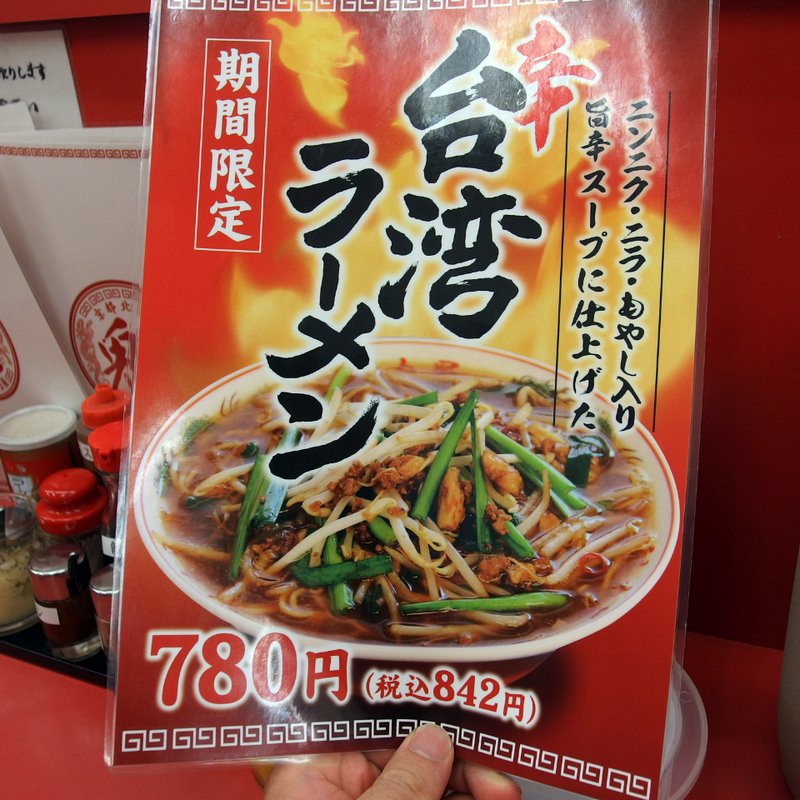 期間限定
辛
台湾
ラーメン
ニンニク・ニラ・もやし入り
旨辛スープに仕上げた
780円(税込842円)